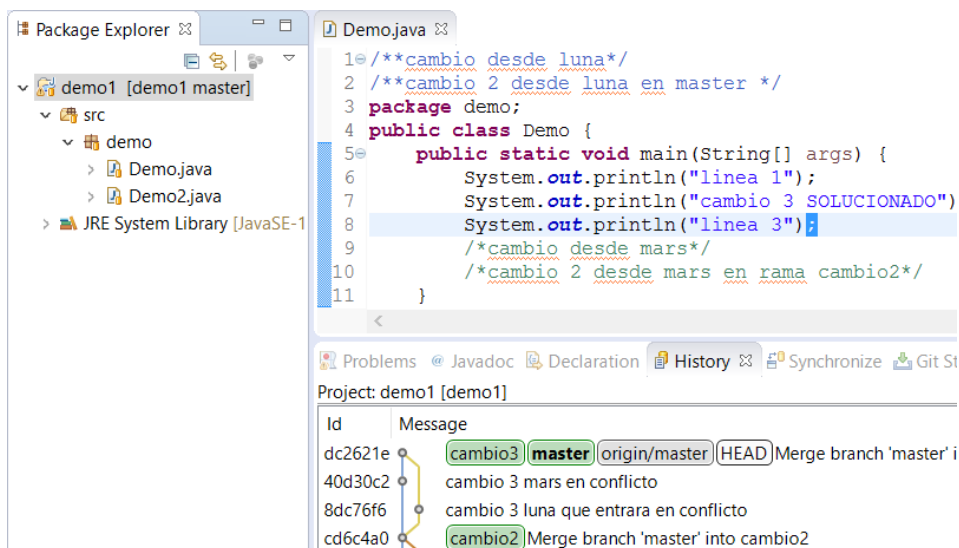 Package Explorer
demo1 [demo1 master]
src
demo
Demo.java
Demo2.java
JRE System Library [JavaSE-1
Demo.java
1 /**cambio desde luna*/
2 /**cambio 2 desde luna en master */
3 package demo;
4 public class Demo {
5 public static void main(String[] args) {
6 System.out.println("linea 1");
7 System.out.println("cambio 3 SOLUCIONADO")
8 System.out.println("linea 3");
9 /*cambio desde mars*/
10 /*cambio 2 desde mars en rama cambio2*/
11 }
Problems @ Javadoc Declaration History Synchronize Git St
Project: demo1 [demo1]
Id Message
dc2621e cambio3 master origin/master HEAD Merge branch 'master' i
40d30c2 cambio 3 mars en conflicto
8dc76f6 cambio 3 luna que entrara en conflicto
cd6c4a0 cambio2 Merge branch 'master' into cambio2